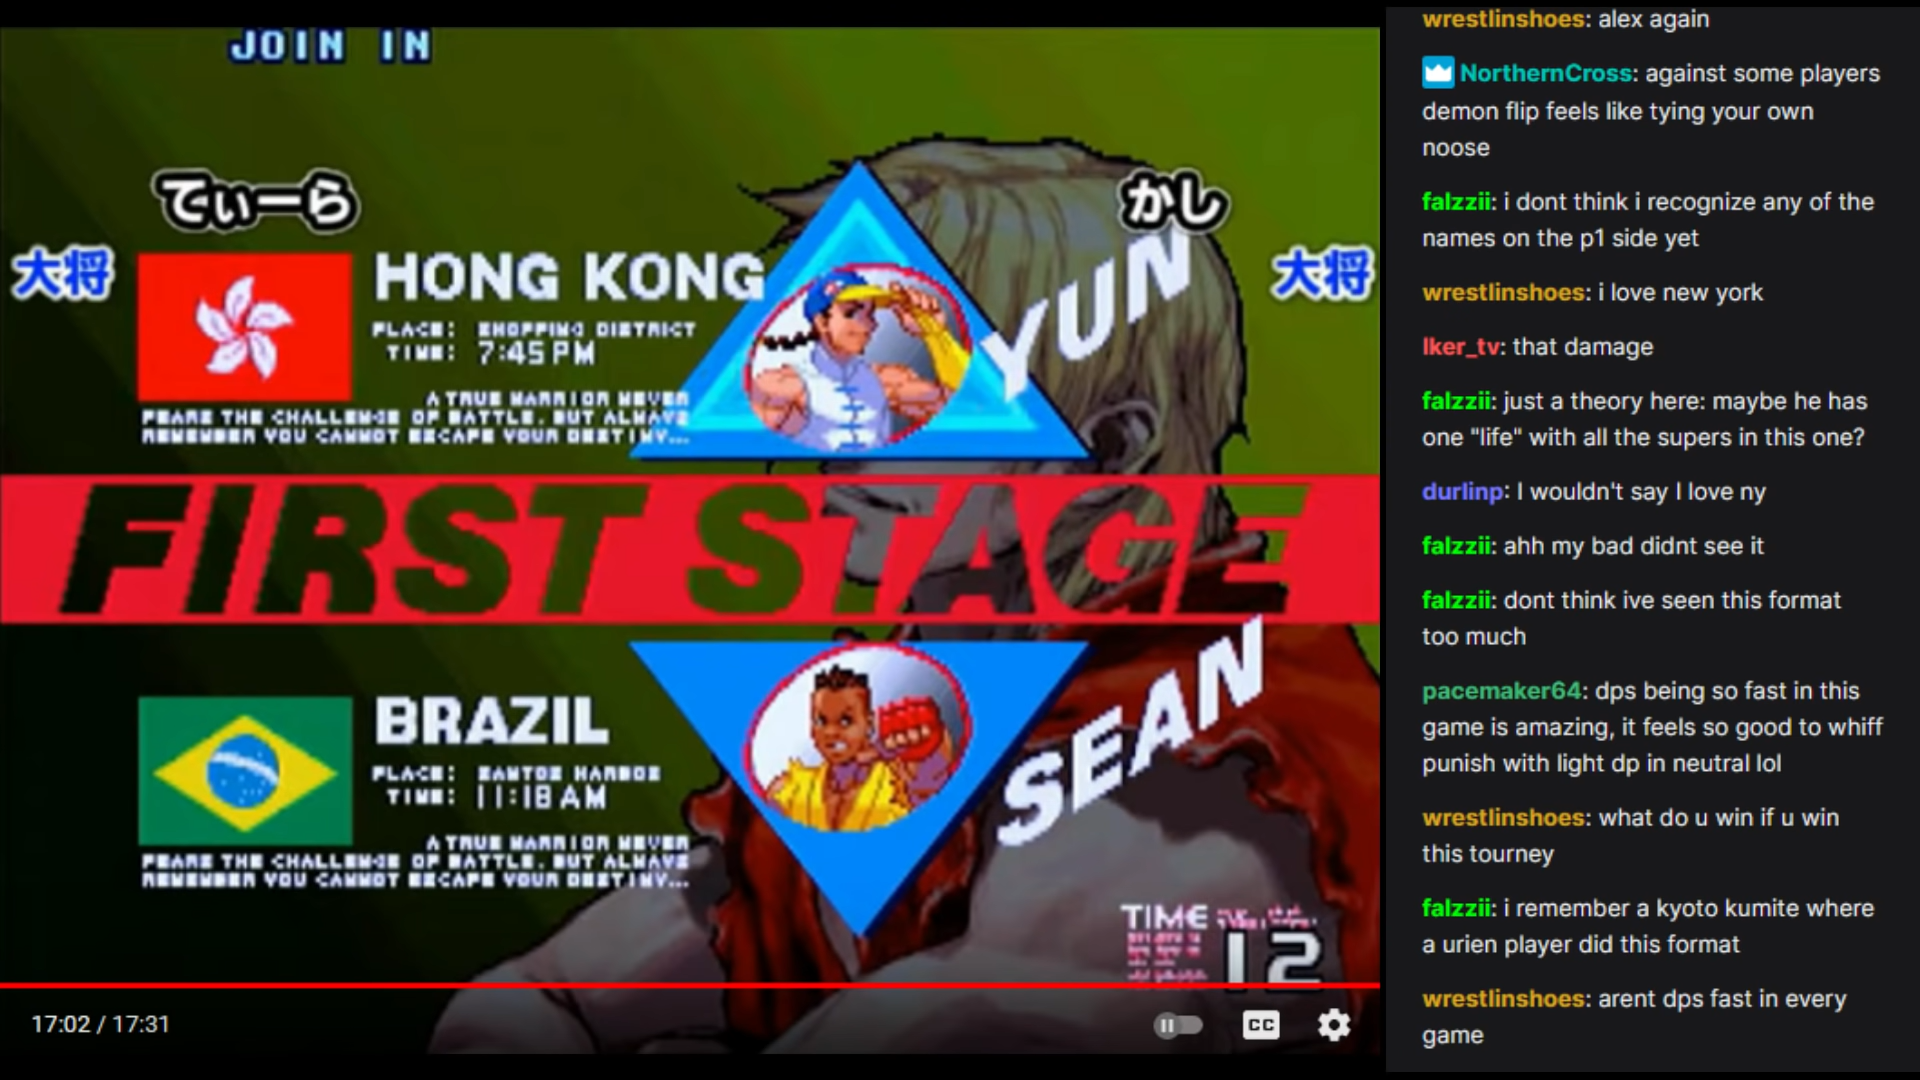 JOIN IN
てぃーら
かし
大将
大将
HONG KONG
PLACE: SHOPPING DISTRICT
TIME: 7:45 PM
YUN
A TRUE WARRIOR NEVER
FEARS THE CHALLENGE OF BATTLE. BUT ALWAYS
REMEMBER YOU CANNOT ESCAPE YOUR DESTINY...
FIRST STAGE
BRAZIL
PLACE: SANTOS HARBOR
TIME: 11:18 AM
SEAN
A TRUE WARRIOR NEVER
FEARS THE CHALLENGE OF BATTLE. BUT ALWAYS
REMEMBER YOU CANNOT ESCAPE YOUR DESTINY...
TIME
12
17:02 / 17:31
CC
wrestlinshoes: alex again
NorthernCross: against some players
demon flip feels like tying your own
noose
falzzii: i dont think i recognize any of the
names on the p1 side yet
wrestlinshoes: i love new york
lker_tv: that damage
falzzii: just a theory here: maybe he has
one "life" with all the supers in this one?
durlinp: I wouldn't say I love ny
falzzii: ahh my bad didnt see it
falzzii: dont think ive seen this format
too much
pacemaker64: dps being so fast in this
game is amazing, it feels so good to whiff
punish with light dp in neutral lol
wrestlinshoes: what do u win if u win
this tourney
falzzii: i remember a kyoto kumite where
a urien player did this format
wrestlinshoes: arent dps fast in every
game